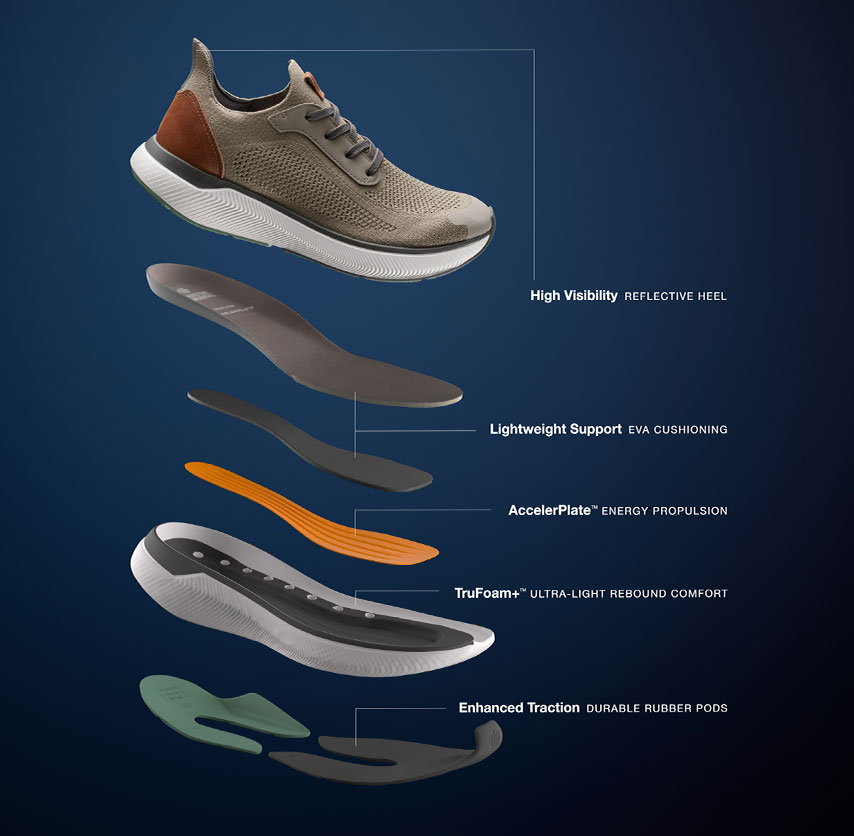 High Visibility REFLECTIVE HEEL
Lightweight Support EVA CUSHIONING
AccelerPlate™ ENERGY PROPULSION
TruFoam+™ ULTRA-LIGHT REBOUND COMFORT
Enhanced Traction DURABLE RUBBER PODS